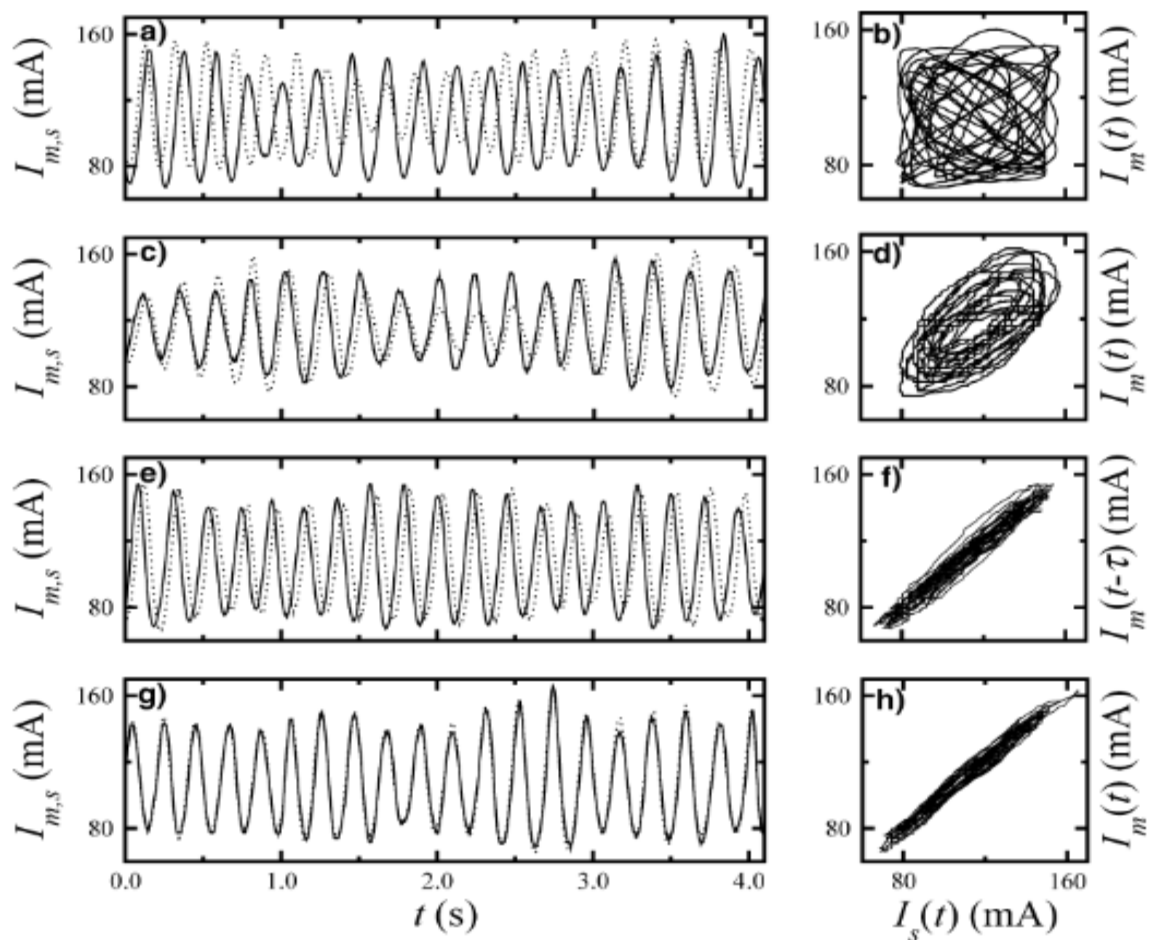 160
80
I_{m,s} (mA)
a)
b)
I_m(t) (mA)
160
80
I_{m,s} (mA)
c)
d)
160
80
I_m(t) (mA)
160
80
I_{m,s} (mA)
e)
f)
160
80
I_m(t-τ) (mA)
160
80
I_{m,s} (mA)
g)
h)
160
80
I_m(t) (mA)
160
80
0.0 1.0 2.0 3.0 4.0
t (s)
80 160
I_s(t) (mA)